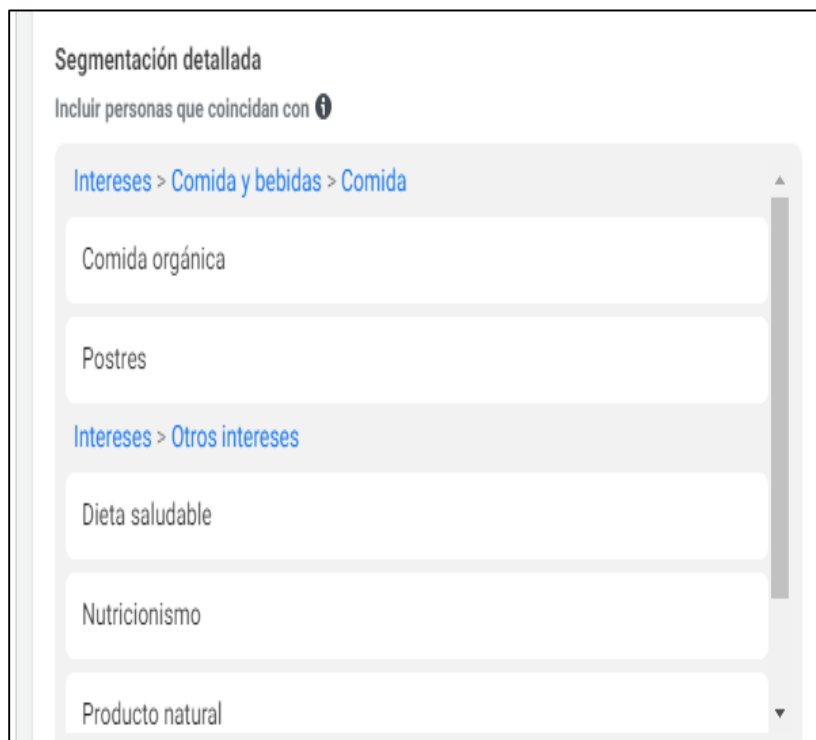 Segmentación detallada
Incluir personas que coincidan con
Intereses > Comida y bebidas > Comida
Comida orgánica
Postres
Intereses > Otros intereses
Dieta saludable
Nutricionismo
Producto natural